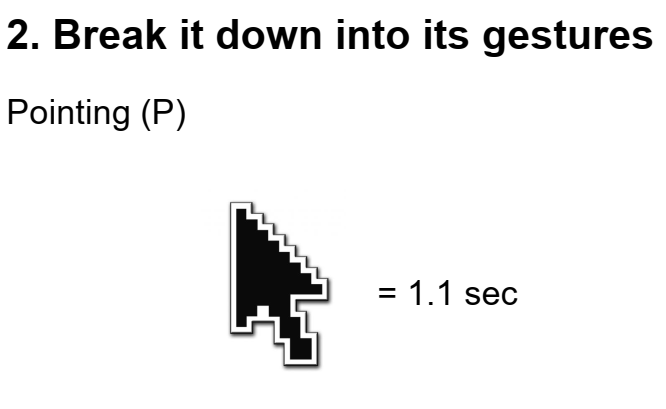 2. Break it down into its gestures
Pointing (P)
= 1.1 sec